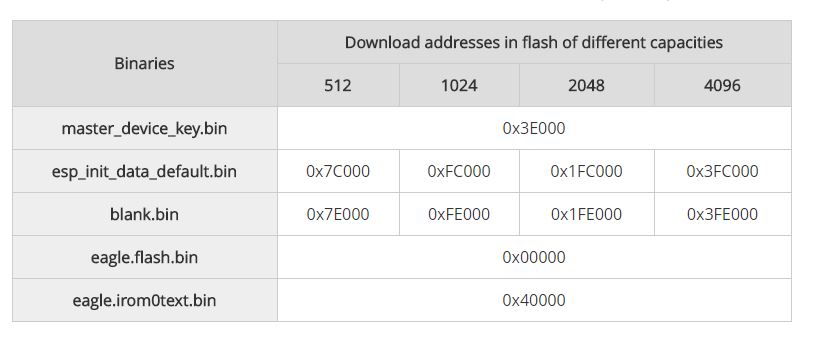 Download addresses in flash of different capacities
Binaries
512 1024 2048 4096
master_device_key.bin 0x3E000
esp_init_data_default.bin 0x7C000 0xFC000 0x1FC000 0x3FC000
blank.bin 0x7E000 0xFE000 0x1FE000 0x3FE000
eagle.flash.bin 0x00000
eagle.irom0text.bin 0x40000